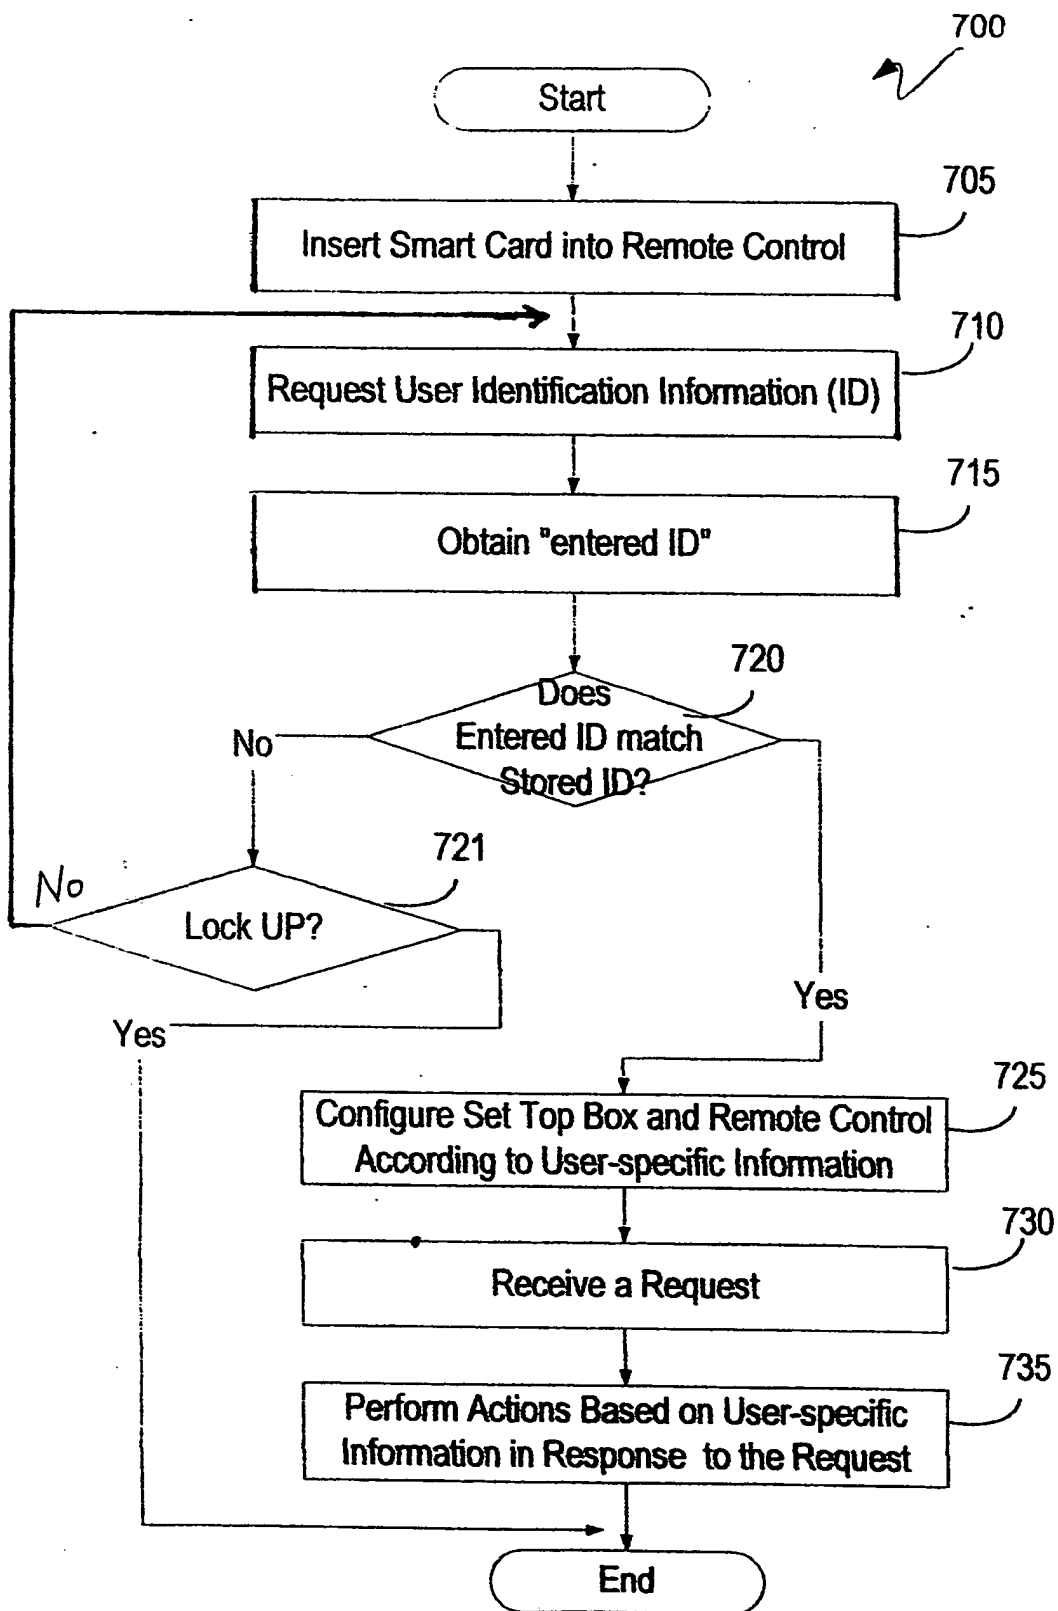 700
Start
705
Insert Smart Card into Remote Control
710
Request User Identification Information (ID)
715
Obtain "entered ID"
720
Does
Entered ID match
Stored ID?
No
721
No
Lock UP?
Yes
Yes
725
Configure Set Top Box and Remote Control
According to User-specific Information
730
Receive a Request
735
Perform Actions Based on User-specific
Information in Response to the Request
End